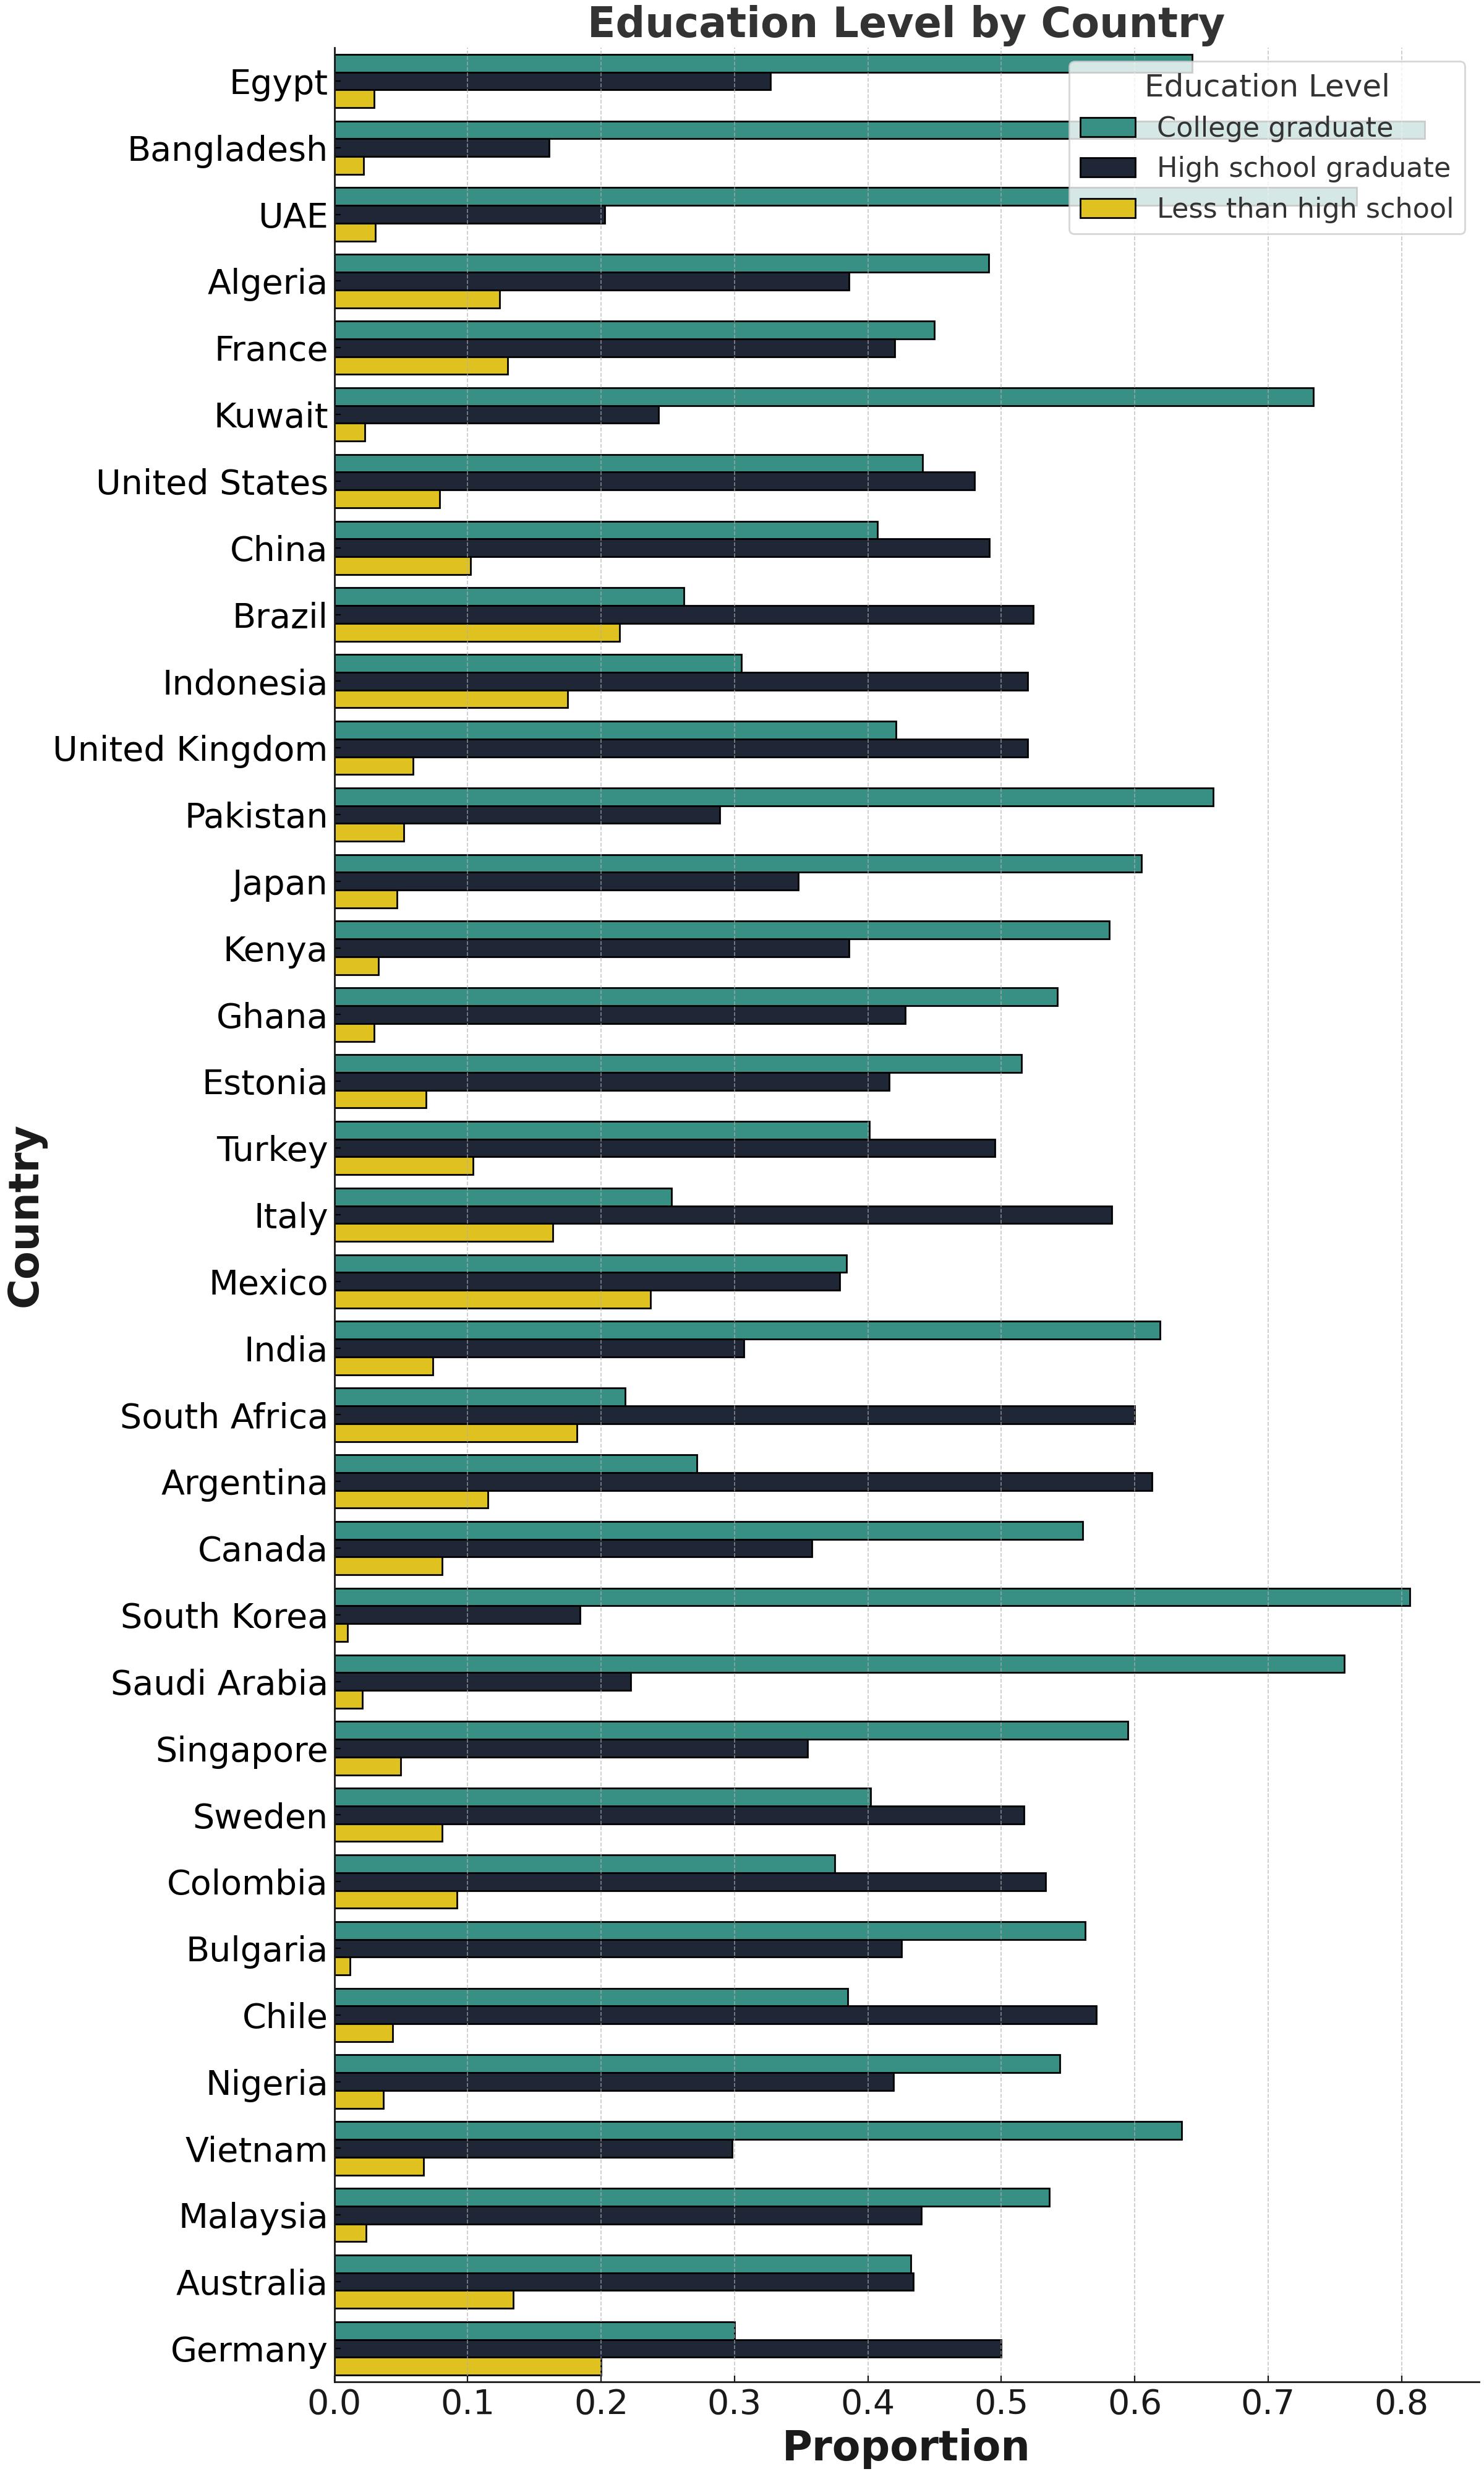 Education Level by Country
Education Level
College graduate
High school graduate
Less than high school
Country
Egypt
Bangladesh
UAE
Algeria
France
Kuwait
United States
China
Brazil
Indonesia
United Kingdom
Pakistan
Japan
Kenya
Ghana
Estonia
Turkey
Italy
Mexico
India
South Africa
Argentina
Canada
South Korea
Saudi Arabia
Singapore
Sweden
Colombia
Bulgaria
Chile
Nigeria
Vietnam
Malaysia
Australia
Germany
0.0 0.1 0.2 0.3 0.4 0.5 0.6 0.7 0.8
Proportion